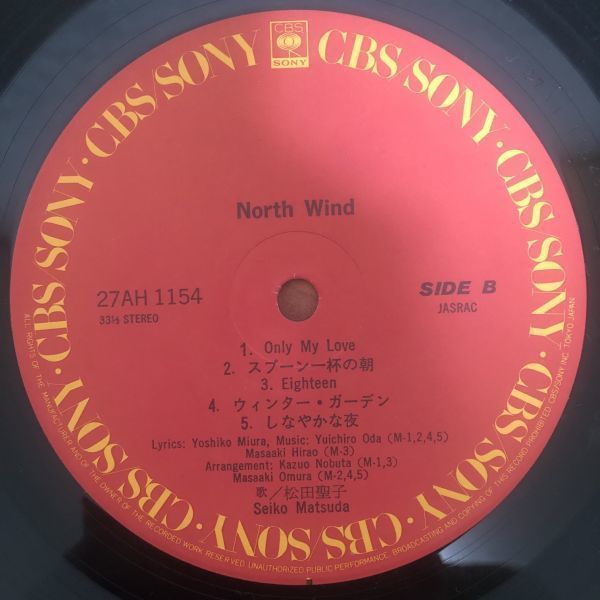 CBS
SONY
CBS/SONY · CBS/SONY · CBS/SONY · CBS/SONY · CBS/SONY · CBS/SONY · CBS/SONY
North Wind
27AH 1154
33⅓ STEREO
SIDE B
JASRAC
1. Only My Love
2. スプーン一杯の朝
3. Eighteen
4. ウィンター・ガーデン
5. しなやかな夜
Lyrics: Yoshiko Miura, Music: Yuichiro Oda (M-1,2,4,5)
Masaaki Hirao (M-3)
Arrangement: Kazuo Nobuta (M-1,3)
Masaaki Omura (M-2,4,5)
歌／松田聖子
Seiko Matsuda
ALL RIGHTS OF THE MANUFACTURER AND OF THE OWNER OF THE RECORDED WORK RESERVED. UNAUTHORIZED PUBLIC PERFORMANCE, BROADCASTING AND COPYING OF THIS RECORD PROHIBITED. CBS/SONY INC. TOKYO JAPAN